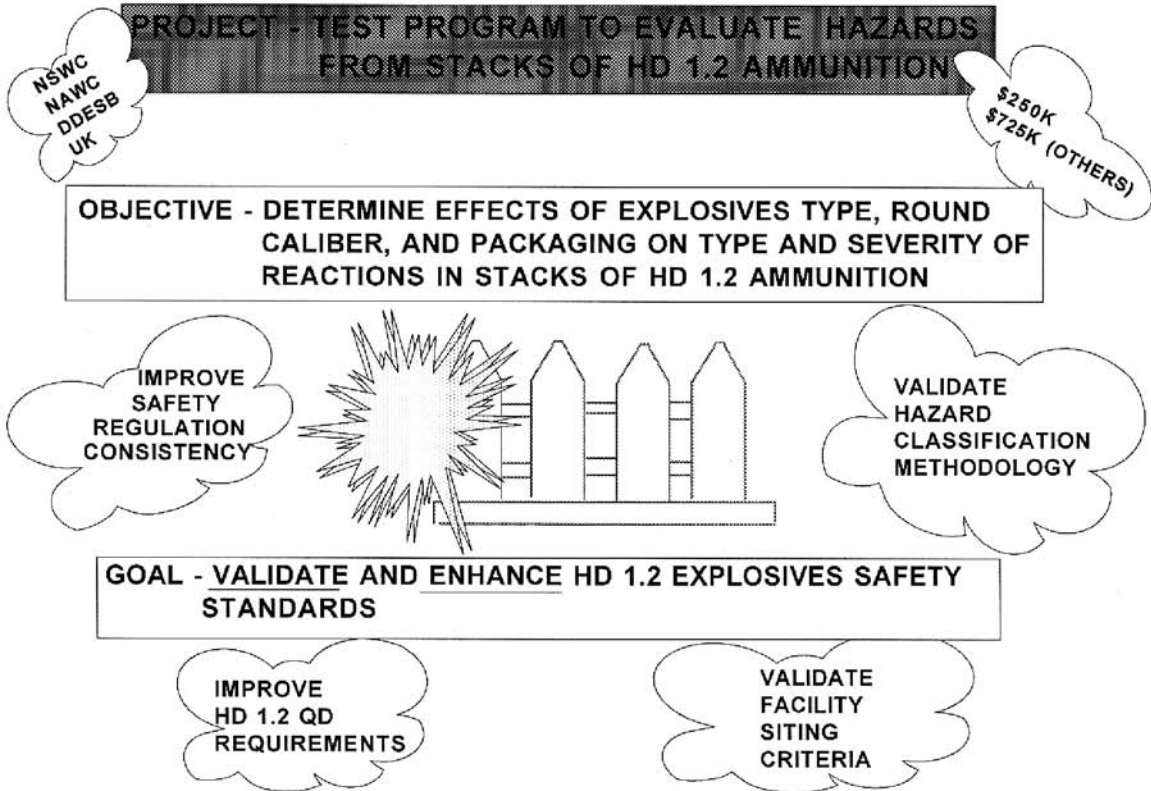 PROJECT - TEST PROGRAM TO EVALUATE HAZARDS
FROM STACKS OF HD 1.2 AMMUNITION
NSWC
NAWC
DDESB
UK
$250K
$725K (OTHERS)
OBJECTIVE - DETERMINE EFFECTS OF EXPLOSIVES TYPE, ROUND
CALIBER, AND PACKAGING ON TYPE AND SEVERITY OF
REACTIONS IN STACKS OF HD 1.2 AMMUNITION
IMPROVE
SAFETY
REGULATION
CONSISTENCY
VALIDATE
HAZARD
CLASSIFICATION
METHODOLOGY
GOAL - VALIDATE AND ENHANCE HD 1.2 EXPLOSIVES SAFETY
STANDARDS
IMPROVE
HD 1.2 QD
REQUIREMENTS
VALIDATE
FACILITY
SITING
CRITERIA